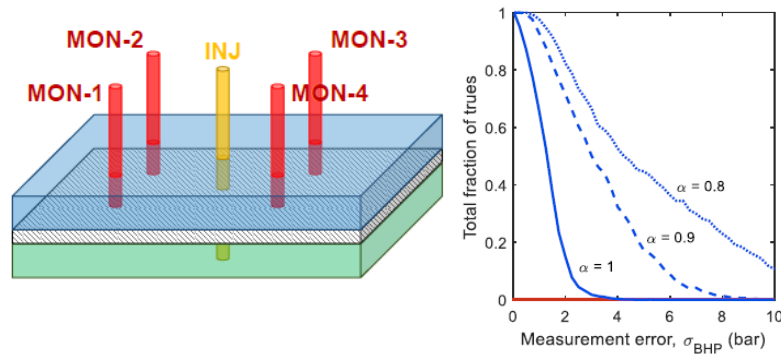 MON-2
INJ
MON-3
MON-1
MON-4
Total fraction of trues
1
0.8
0.6
0.4
0.2
0
α = 0.8
α = 0.9
α = 1
0 2 4 6 8 10
Measurement error, σ_BHP (bar)